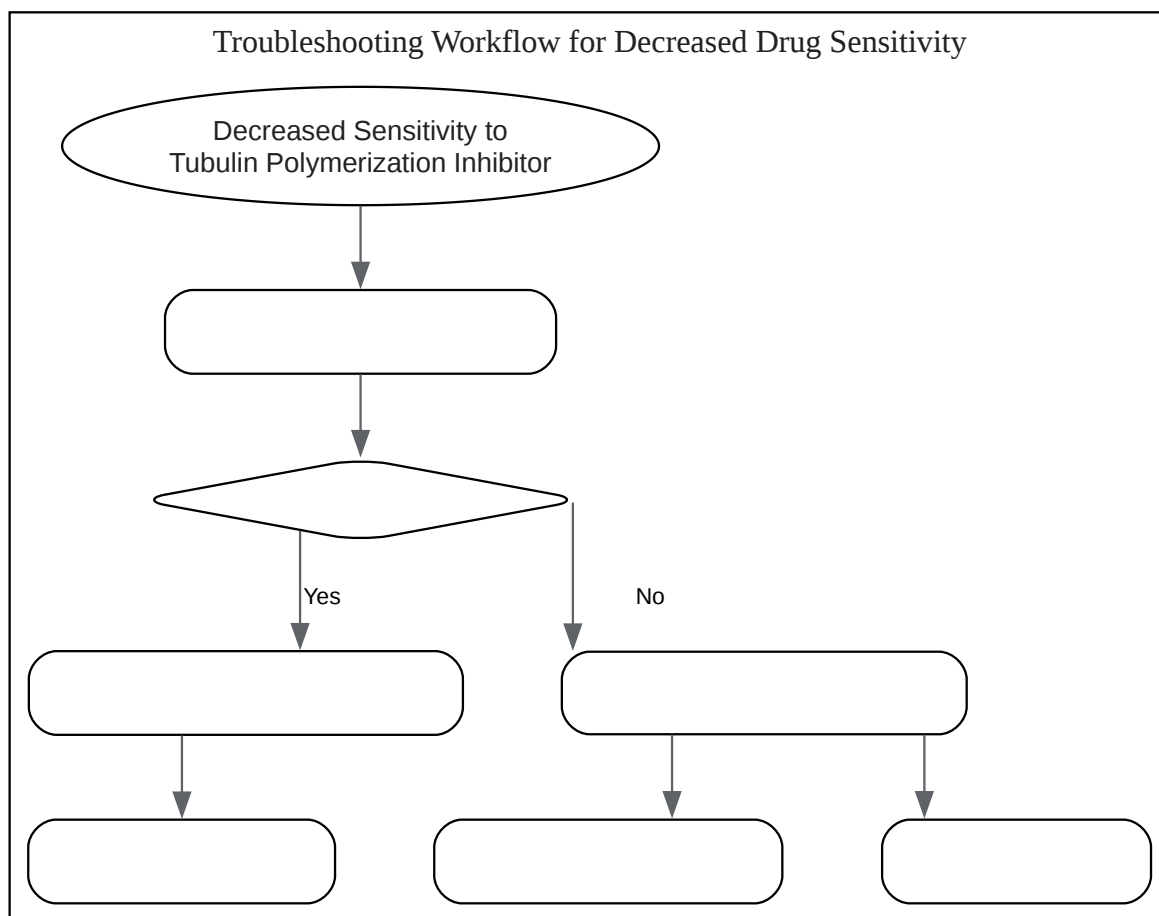 Troubleshooting Workflow for Decreased Drug Sensitivity
Decreased Sensitivity to
Tubulin Polymerization Inhibitor
Yes
No